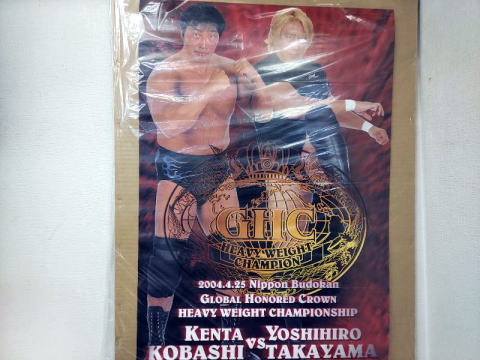 GHC
HEAVY WEIGHT
CHAMPION
2004.4.25 Nippon Budokan
GLOBAL HONORED CROWN
HEAVY WEIGHT CHAMPIONSHIP
KENTA KOBASHI
VS
YOSHIHIRO TAKAYAMA